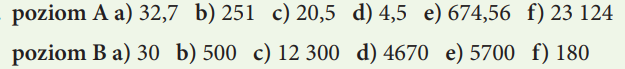 poziom A a) 32,7 b) 251 c) 20,5 d) 4,5 e) 674,56 f) 23 124
poziom B a) 30 b) 500 c) 12 300 d) 4670 e) 5700 f) 180